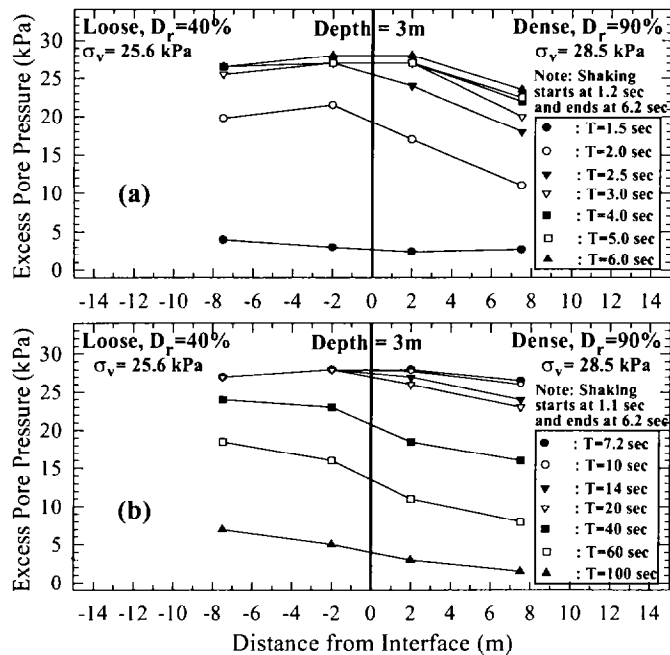 Loose, Dr=40%
Depth = 3m
Dense, Dr=90%
σv = 25.6 kPa
σv = 28.5 kPa
30
25
20
15
10
5
0
Excess Pore Pressure (kPa)
Note: Shaking
starts at 1.2 sec
and ends at 6.2 sec
: T=1.5 sec
: T=2.0 sec
: T=2.5 sec
: T=3.0 sec
: T=4.0 sec
: T=5.0 sec
: T=6.0 sec
(a)
-14 -12 -10 -8 -6 -4 -2 0 2 4 6 8 10 12 14
Loose, Dr=40%
Depth = 3m
Dense, Dr=90%
σv = 25.6 kPa
σv = 28.5 kPa
30
25
20
15
10
5
0
Excess Pore Pressure (kPa)
Note: Shaking
starts at 1.1 sec
and ends at 6.2 sec
: T=7.2 sec
: T=10 sec
: T=14 sec
: T=20 sec
: T=40 sec
: T=60 sec
: T=100 sec
(b)
-14 -12 -10 -8 -6 -4 -2 0 2 4 6 8 10 12 14
Distance from Interface (m)